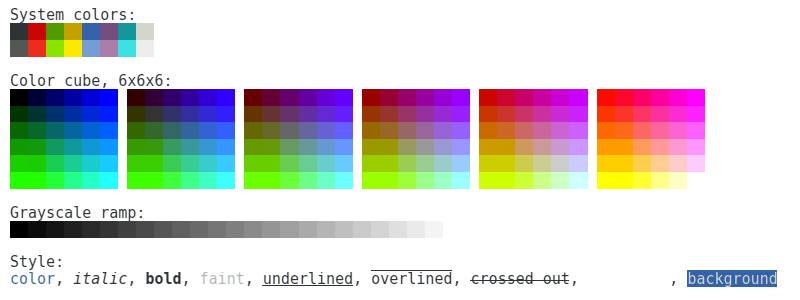 System colors:
Color cube, 6x6x6:
Grayscale ramp:
Style:
color, italic, bold, faint, underlined, overlined, crossed out, , background